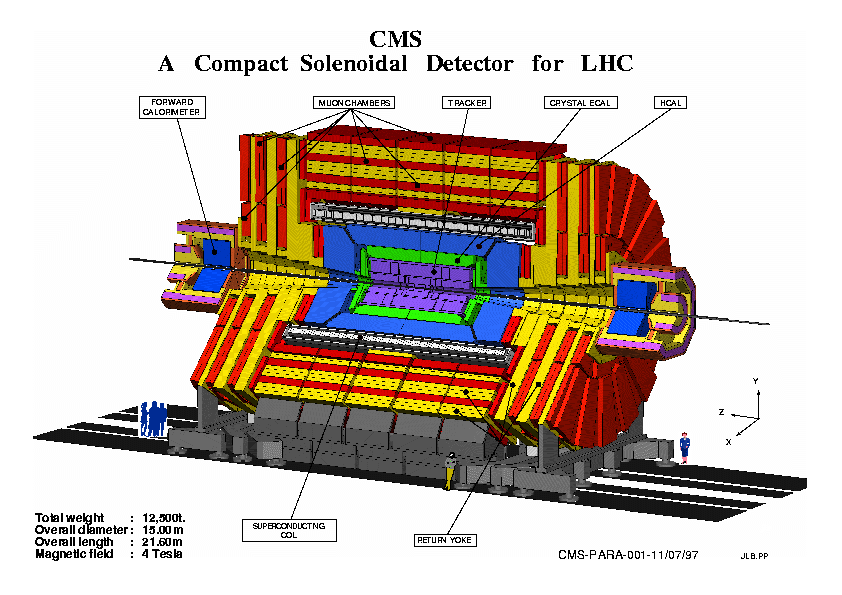 CMS
A Compact Solenoidal Detector for LHC
FORWARD
CALORIMETER
MUON CHAMBERS
TRACKER
CRYSTAL ECAL
HCAL
Y
Z
X
Total weight : 12,500t.
Overall diameter : 15.00m
Overall length : 21.60m
Magnetic field : 4 Tesla
SUPERCONDUCTING
COIL
RETURN YOKE
CMS-PARA-001-11/07/97
JLB.PP